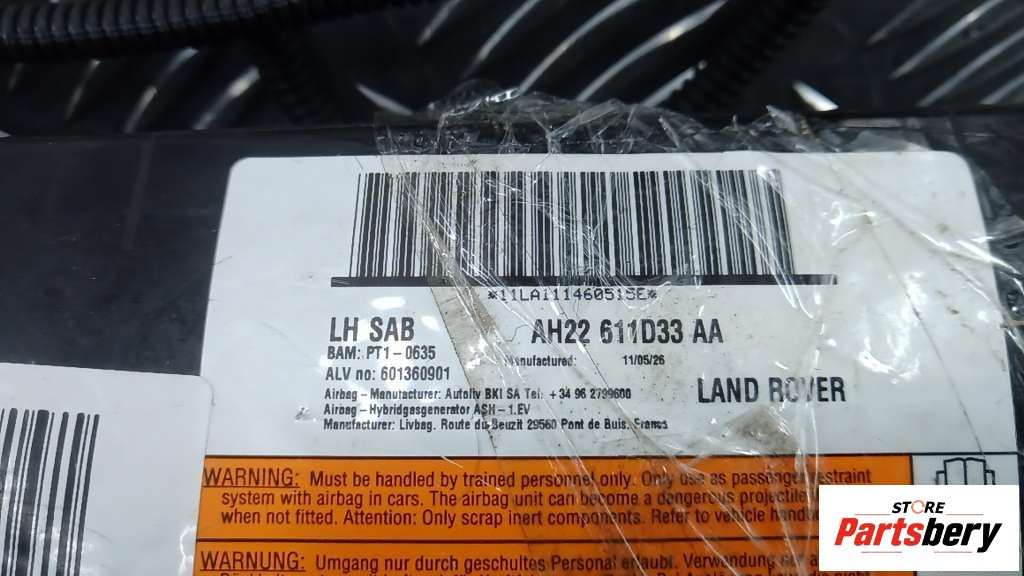 *11LA111460515E*
LH SAB AH22 611D33 AA
BAM: PT1-0635 Manufactured: 11/05/26
ALV no: 601360901 LAND ROVER
Airbag - Manufacturer: Autoliv BKI SA Tel: +34 96 2799600
Airbag - Hybridgasgenerator ASH-1.EV
Manufacturer: Livbag. Route du Beuzit 29560 Pont de Buis. France
WARNING: Must be handled by trained personnel only. Only use as passenger restraint
system with airbag in cars. The airbag unit can become a dangerous projectile
when not fitted. Attention: Only scrap inert components. Refer to vehicle
WARNUNG: Umgang nur durch geschultes Personal erlaubt. Verwendung nur
STORE
Partsbery